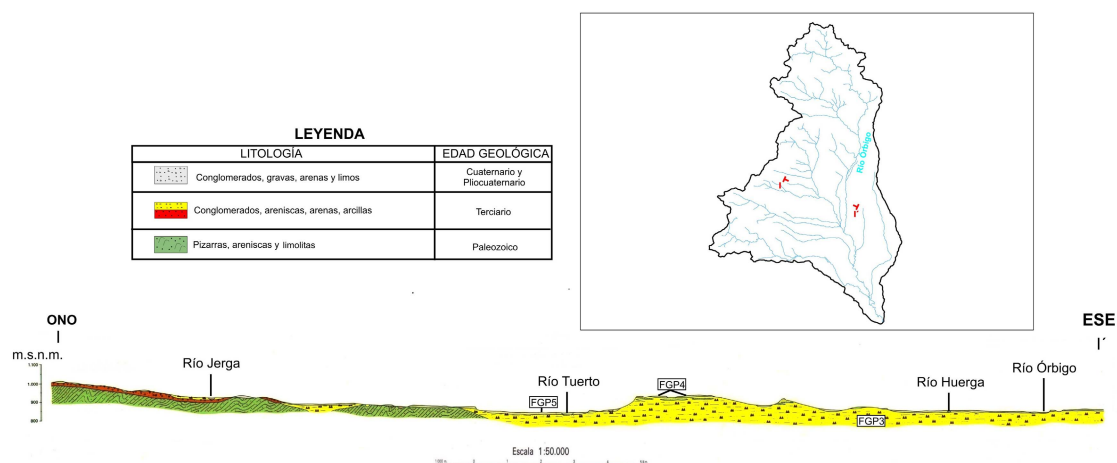 LEYENDA
LITOLOGÍA EDAD GEOLÓGICA
Conglomerados, gravas, arenas y limos
Cuaternario y
Pliocuaternario
Conglomerados, areniscas, arenas, arcillas
Terciario
Pizarras, areniscas y limolitas
Paleozoico
Río Órbigo
I
I´
ONO
I
ESE
I´
m.s.n.m.
1.100
1.000
900
800
Río Jerga
Río Tuerto
Río Huerga
Río Órbigo
FGP5
FGP4
FGP3
Escala 1:50.000